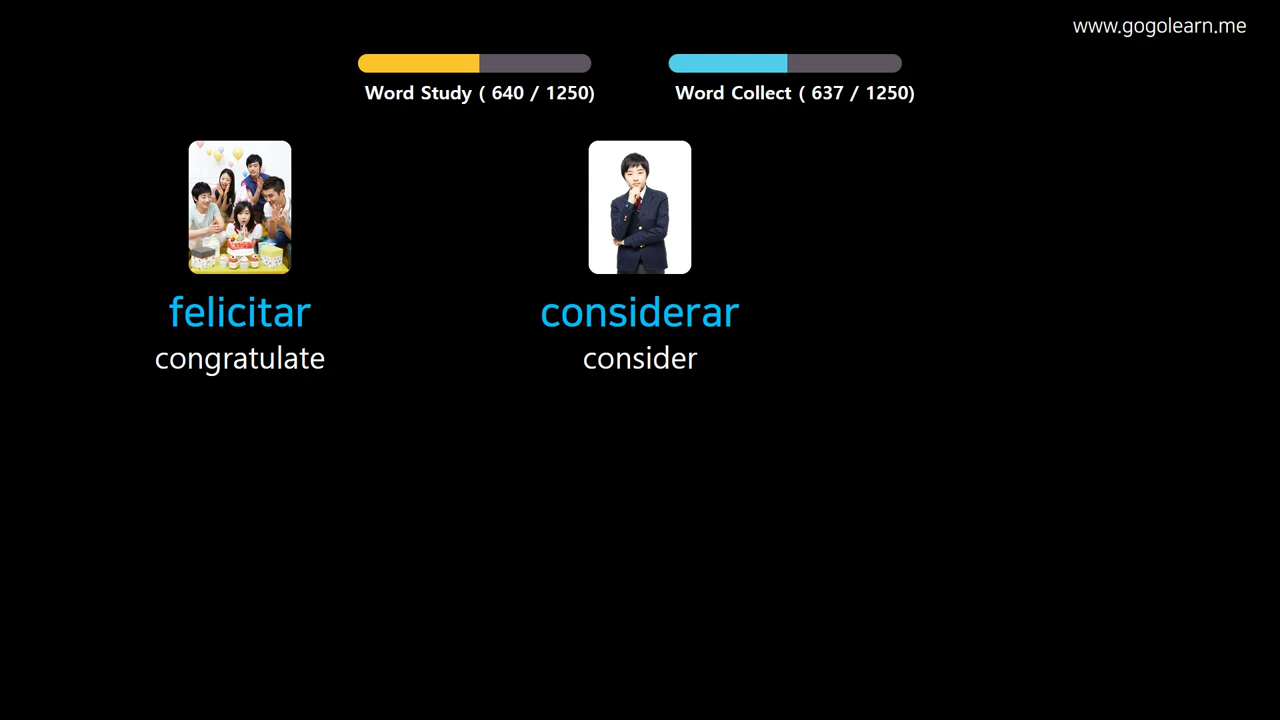 www.gogolearn.me
Word Study ( 640 / 1250)
Word Collect ( 637 / 1250)
felicitar
congratulate
considerar
consider